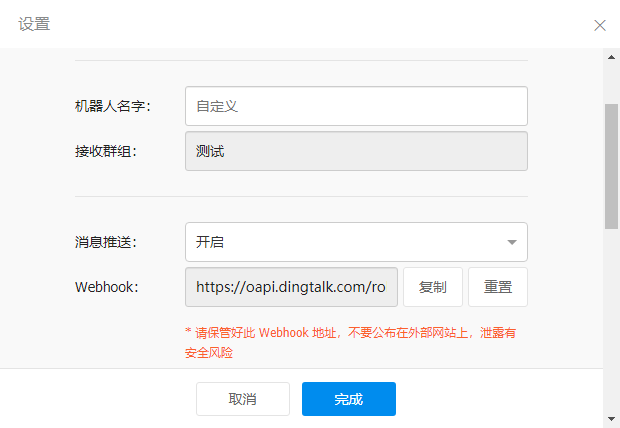 设置
机器人名字：
自定义
接收群组：
测试
消息推送：
开启
Webhook：
https://oapi.dingtalk.com/ro
复制
重置
* 请保管好此 Webhook 地址，不要公布在外部网站上，泄露有
安全风险
取消
完成